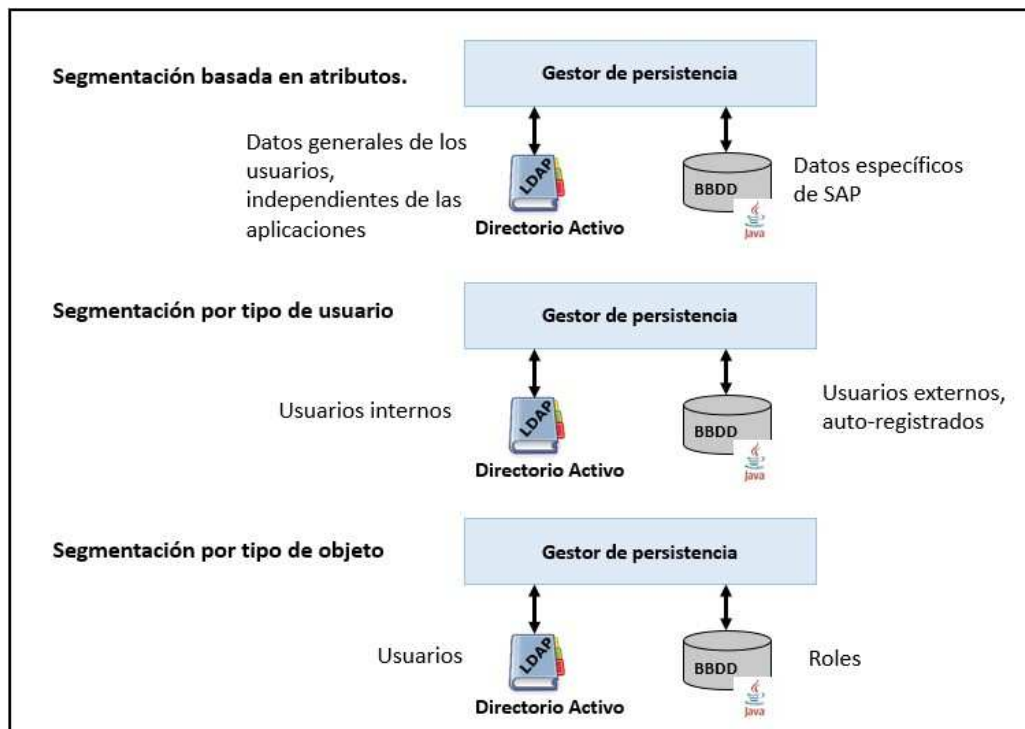 Segmentación basada en atributos.
Gestor de persistencia
Datos generales de los
usuarios,
independientes de las
aplicaciones
LDAP
Directorio Activo
BBDD
Java
Datos específicos
de SAP
Segmentación por tipo de usuario
Gestor de persistencia
Usuarios internos
LDAP
Directorio Activo
BBDD
Java
Usuarios externos,
auto-registrados
Segmentación por tipo de objeto
Gestor de persistencia
Usuarios
LDAP
Directorio Activo
BBDD
Java
Roles